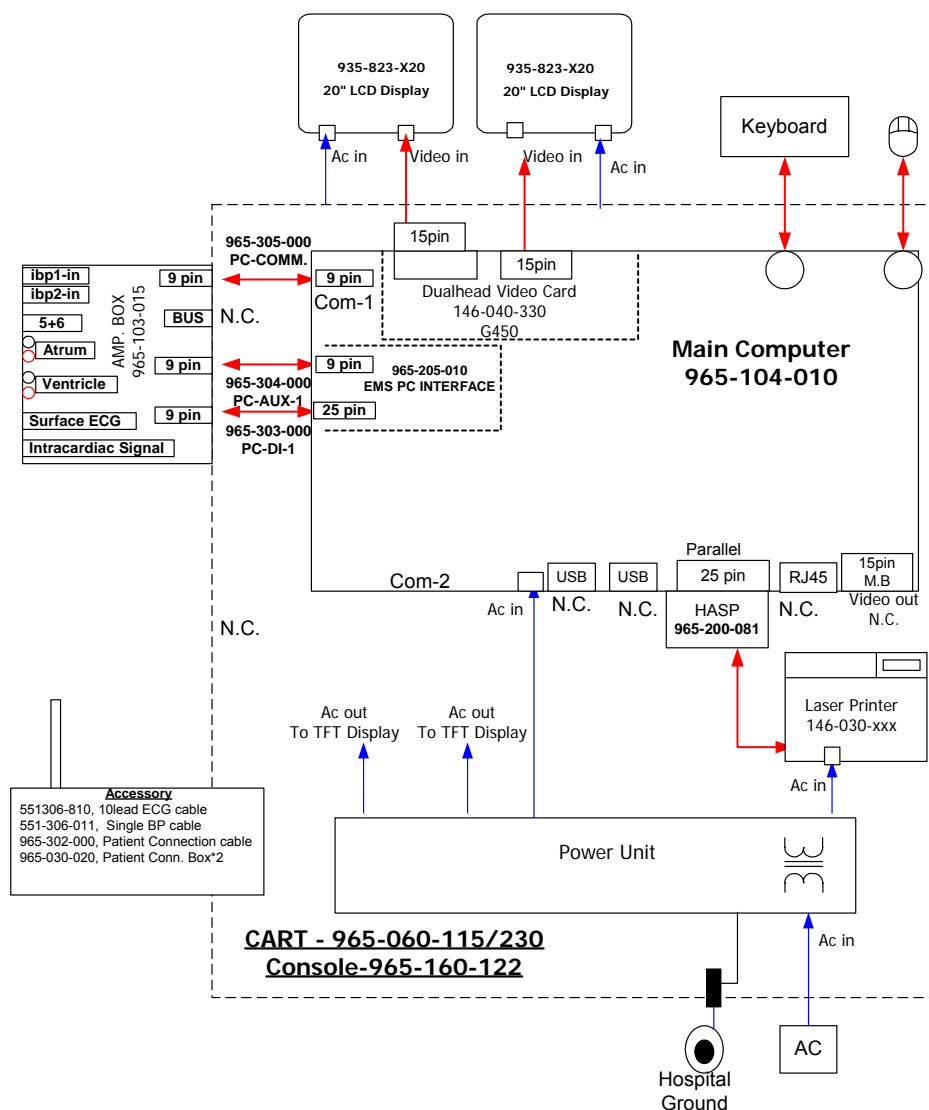 935-823-X20
20" LCD Display
935-823-X20
20" LCD Display
Ac in
Video in
Video in
Ac in
Keyboard
15pin
15pin
Dualhead Video Card
146-040-330
G450
965-305-000
PC-COMM.
ibp1-in
ibp2-in
5+6
Atrum
Ventricle
Surface ECG
Intracardiac Signal
AMP. BOX
965-103-015
9 pin
BUS
9 pin
9 pin
N.C.
965-304-000
PC-AUX-1
965-303-000
PC-DI-1
9 pin
Com-1
9 pin
25 pin
965-205-010
EMS PC INTERFACE
Main Computer
965-104-010
Com-2
Ac in
USB
N.C.
USB
N.C.
Parallel
25 pin
HASP
965-200-081
RJ45
N.C.
15pin
M.B
Video out
N.C.
N.C.
Laser Printer
146-030-xxx
Ac in
Ac out
To TFT Display
Ac out
To TFT Display
Accessory
551306-810, 10lead ECG cable
551-306-011, Single BP cable
965-302-000, Patient Connection cable
965-030-020, Patient Conn. Box*2
Power Unit
CART - 965-060-115/230
Console-965-160-122
Ac in
AC
Hospital
Ground